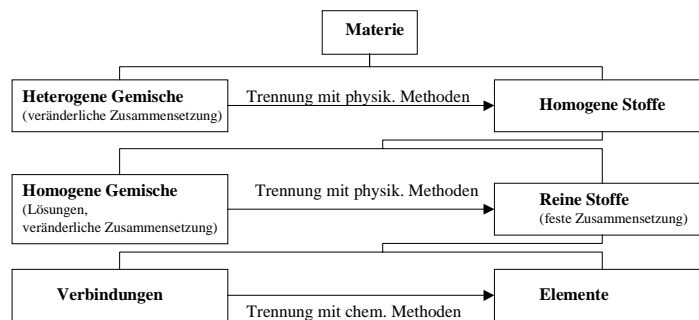 Materie
Heterogene Gemische
(veränderliche Zusammensetzung)
Trennung mit physik. Methoden
Homogene Stoffe
Homogene Gemische
(Lösungen,
veränderliche Zusammensetzung)
Trennung mit physik. Methoden
Reine Stoffe
(feste Zusammensetzung)
Verbindungen
Trennung mit chem. Methoden
Elemente